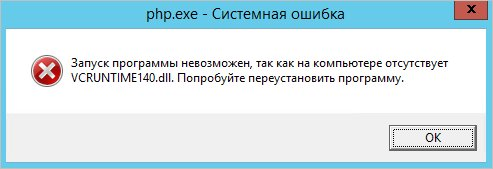 php.exe - Системная ошибка
x
Запуск программы невозможен, так как на компьютере отсутствует
VCRUNTIME140.dll. Попробуйте переустановить программу.
OK